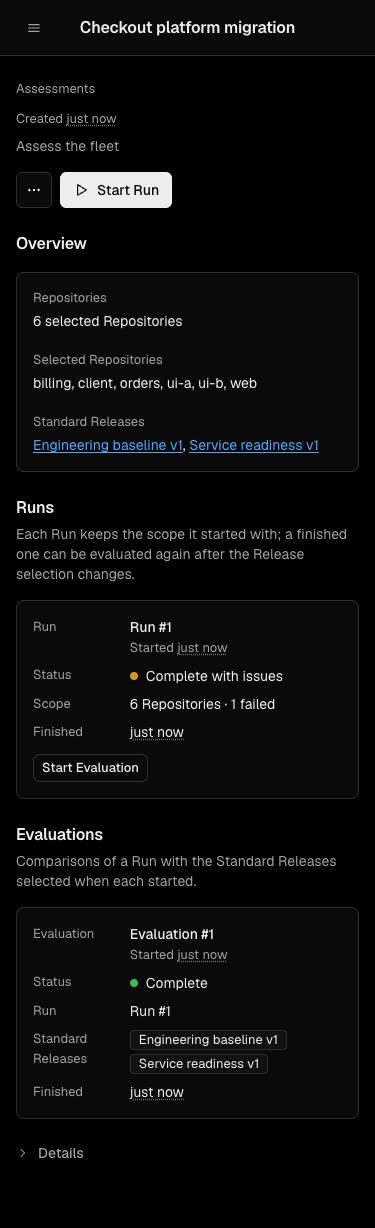 Checkout platform migration
Assessments
Created just now
Assess the fleet
Start Run
Overview
Repositories
6 selected Repositories
Selected Repositories
billing, client, orders, ui-a, ui-b, web
Standard Releases
Engineering baseline v1, Service readiness v1
Runs
Each Run keeps the scope it started with; a finished
one can be evaluated again after the Release
selection changes.
Run Run #1
Started just now
Status Complete with issues
Scope 6 Repositories · 1 failed
Finished just now
Start Evaluation
Evaluations
Comparisons of a Run with the Standard Releases
selected when each started.
Evaluation Evaluation #1
Started just now
Status Complete
Run Run #1
Standard Engineering baseline v1
Releases Service readiness v1
Finished just now
Details